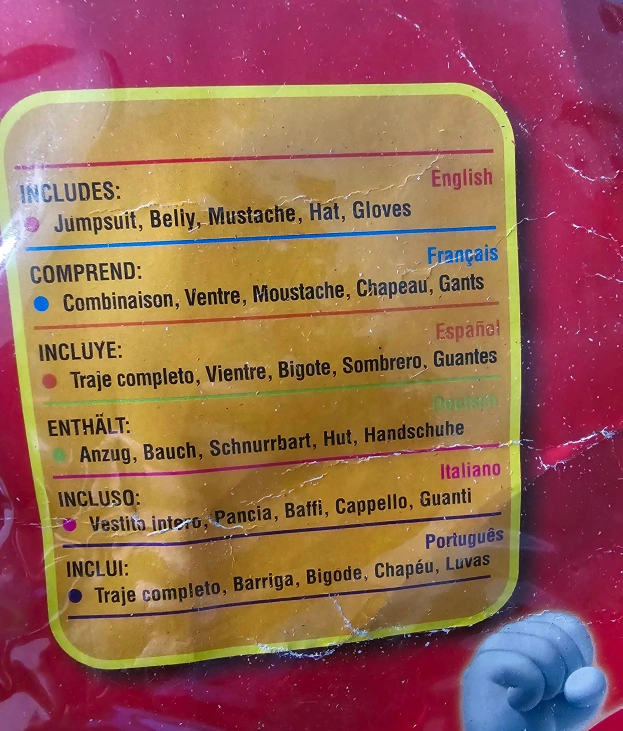 English
INCLUDES:
Jumpsuit, Belly, Mustache, Hat, Gloves
Français
COMPREND:
Combinaison, Ventre, Moustache, Chapeau, Gants
Español
INCLUYE:
Traje completo, Vientre, Bigote, Sombrero, Guantes
Deutsch
ENTHÄLT:
Anzug, Bauch, Schnurrbart, Hut, Handschuhe
Italiano
INCLUSO:
Vestito intero, Pancia, Baffi, Cappello, Guanti
Português
INCLUI:
Traje completo, Barriga, Bigode, Chapéu, Luvas